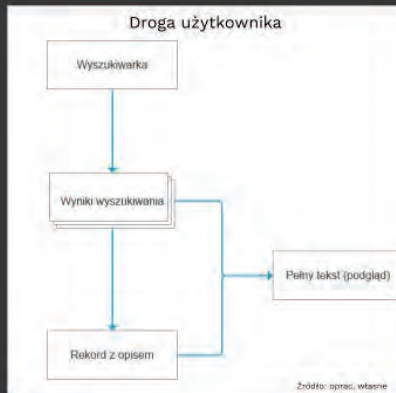 Droga użytkownika
Wyszukiwarka
Wyniki wyszukiwania
Pełny tekst (podgląd)
Rekord z opisem
Źródło: oprac. własne